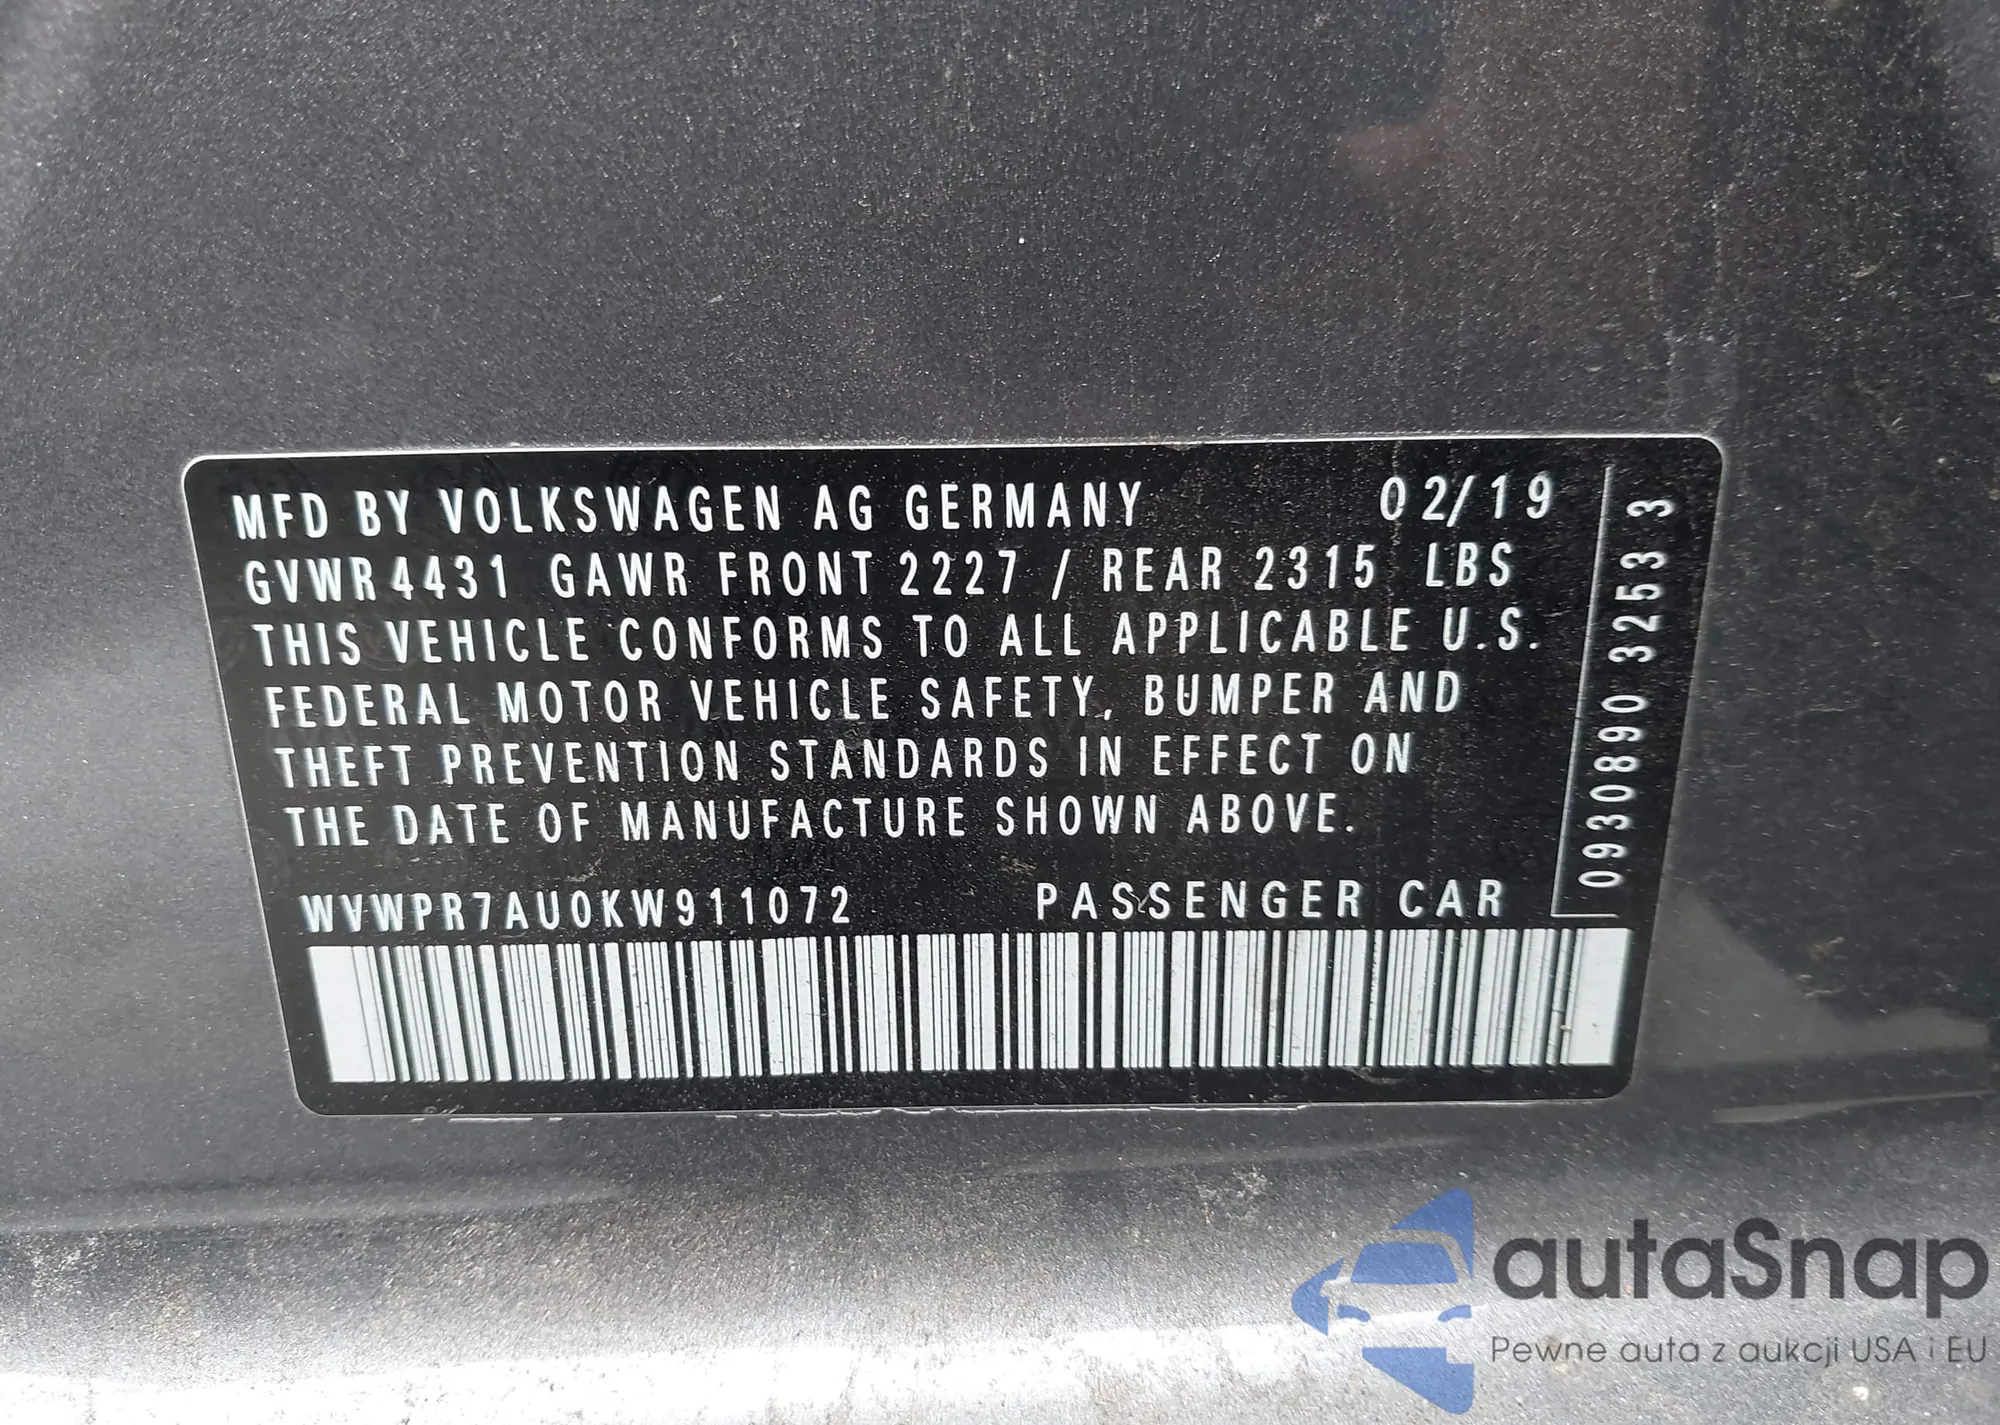 MFD BY VOLKSWAGEN AG GERMANY 02/19
GVWR 4431 GAWR FRONT 2227 / REAR 2315 LBS
THIS VEHICLE CONFORMS TO ALL APPLICABLE U.S.
FEDERAL MOTOR VEHICLE SAFETY, BUMPER AND
THEFT PREVENTION STANDARDS IN EFFECT ON
THE DATE OF MANUFACTURE SHOWN ABOVE.
WVWPR7AU0KW911072 PASSENGER CAR
0930890 3253 3
autaSnap
Pewne auta z aukcji USA i EU